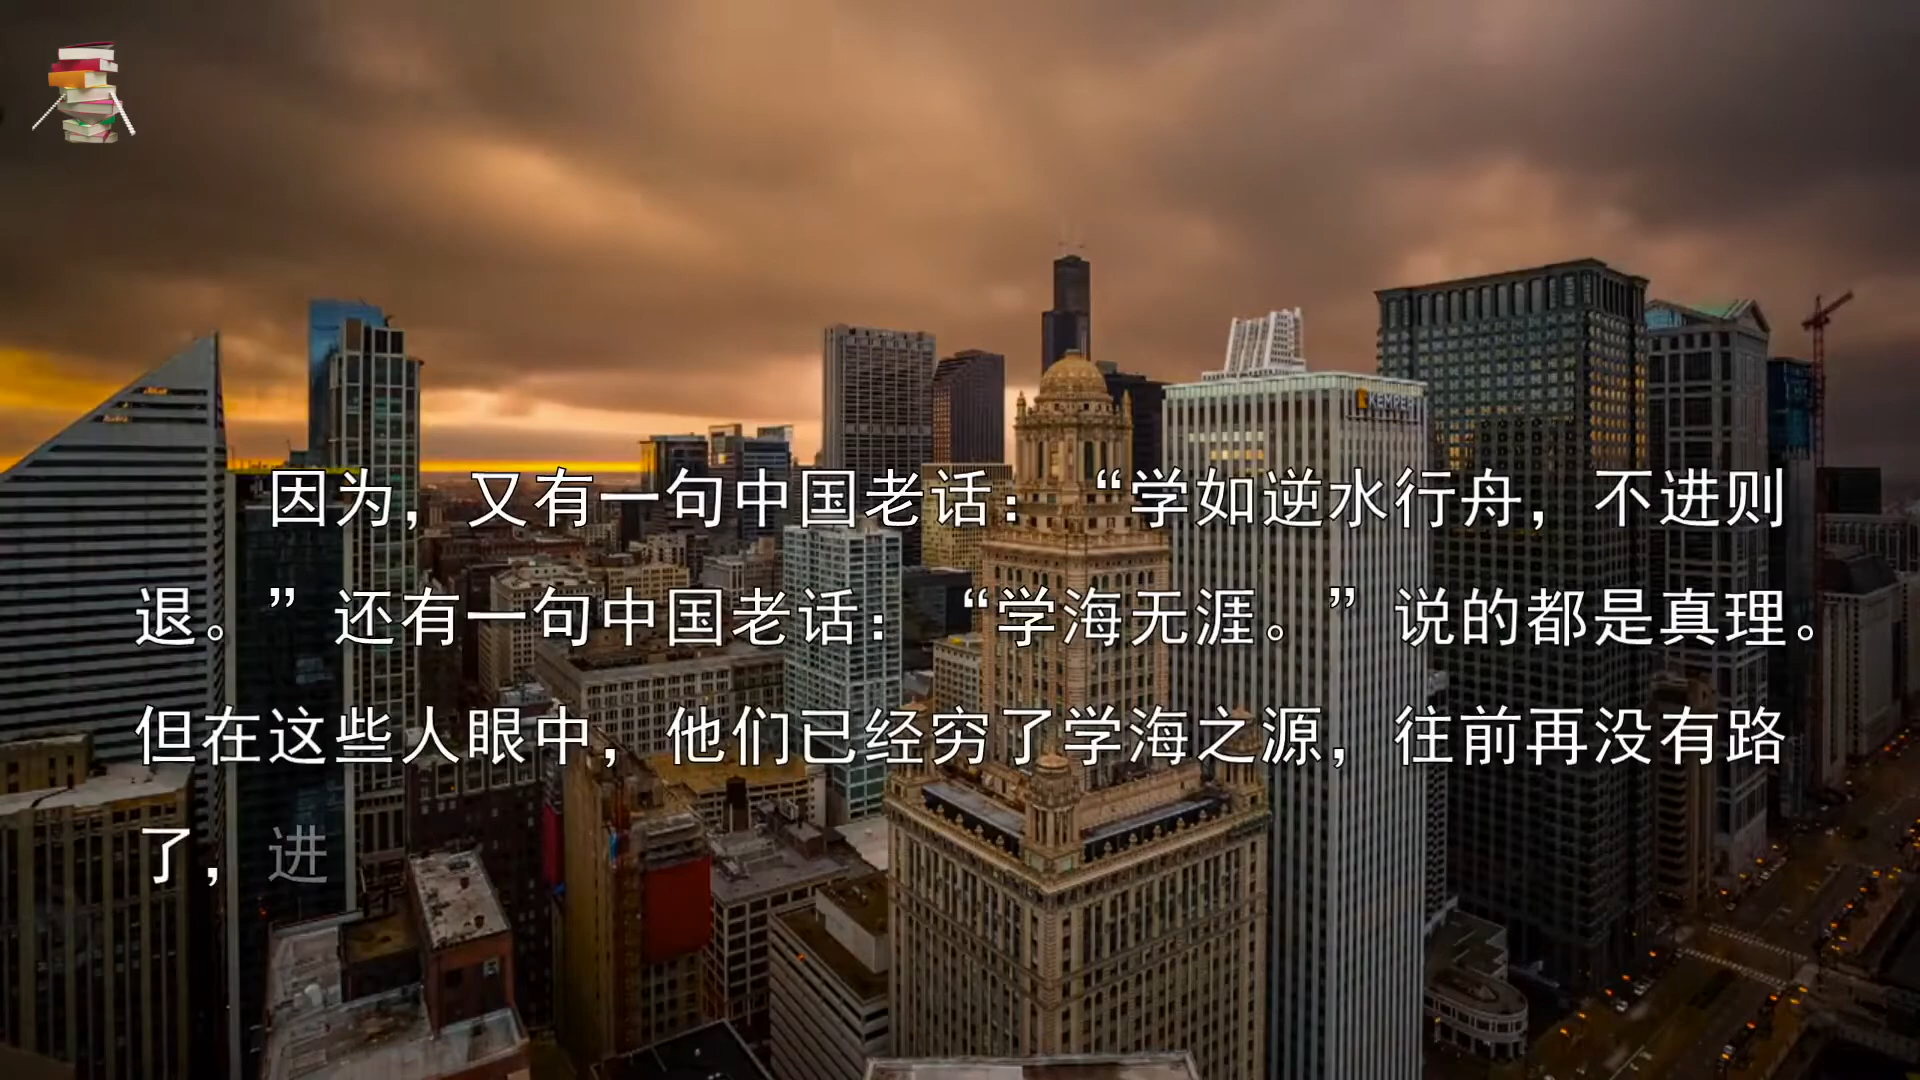 因为，又有一句中国老话：“学如逆水行舟，不进则
退。”还有一句中国老话：“学海无涯。”说的都是真理。
但在这些人眼中，他们已经穷了学海之源，往前再没有路
了，进
KEMPER